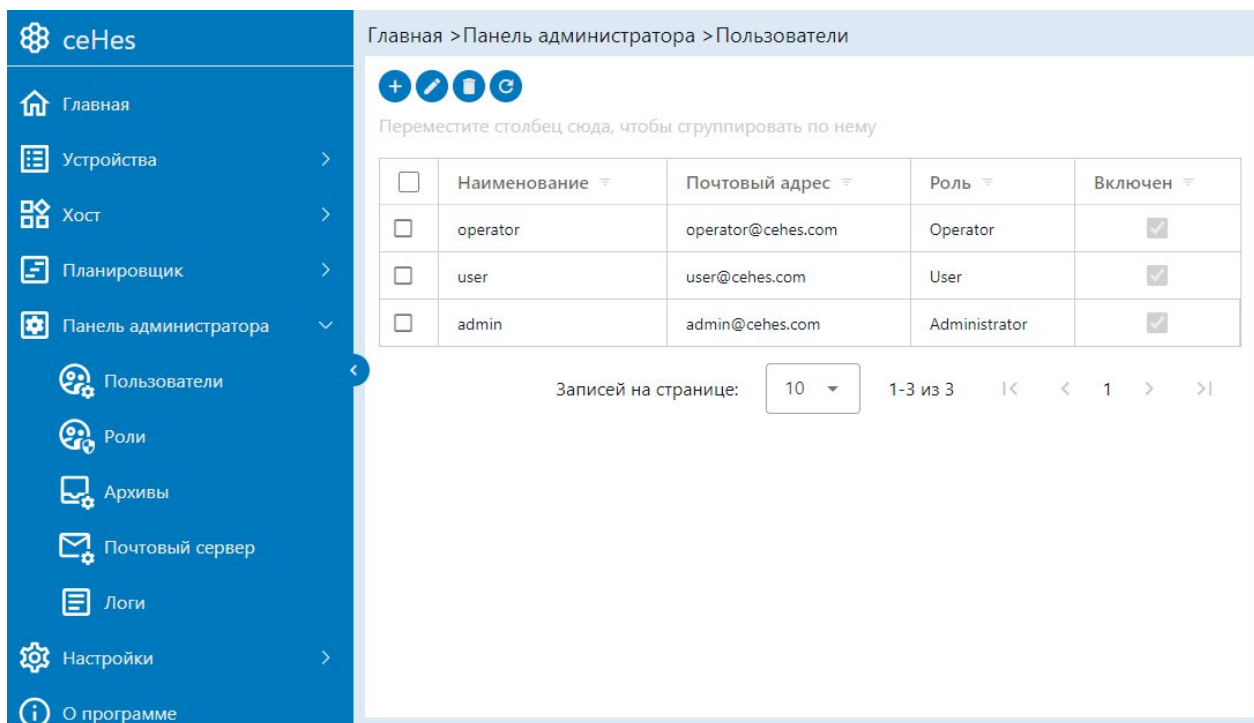 ceHes
Главная
Устройства
Хост
Планировщик
Панель администратора
Пользователи
Роли
Архивы
Почтовый сервер
Логи
Настройки
О программе
Главная >Панель администратора >Пользователи
Переместите столбец сюда, чтобы сгруппировать по нему
Наименование Почтовый адрес Роль Включен
operator operator@cehes.com Operator
user user@cehes.com User
admin admin@cehes.com Administrator
Записей на странице: 10 1-3 из 3 1